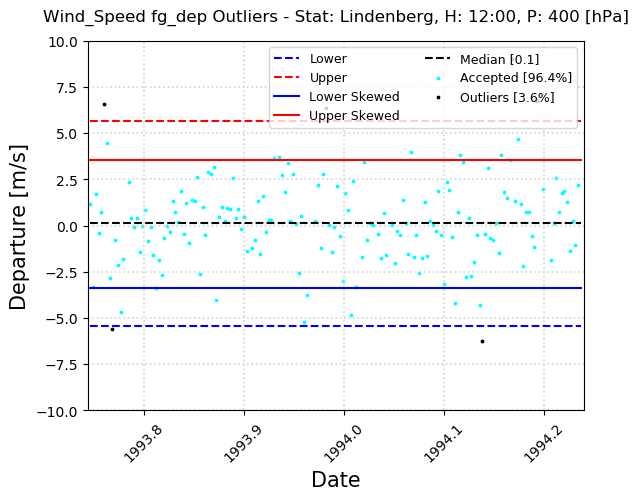 Wind_Speed fg_dep Outliers - Stat: Lindenberg, H: 12:00, P: 400 [hPa]
Lower
Upper
Lower Skewed
Upper Skewed
Median [0.1]
Accepted [96.4%]
Outliers [3.6%]
Departure [m/s]
10.0
7.5
5.0
2.5
0.0
−2.5
−5.0
−7.5
−10.0
1993.8
1993.9
1994.0
1994.1
1994.2
Date